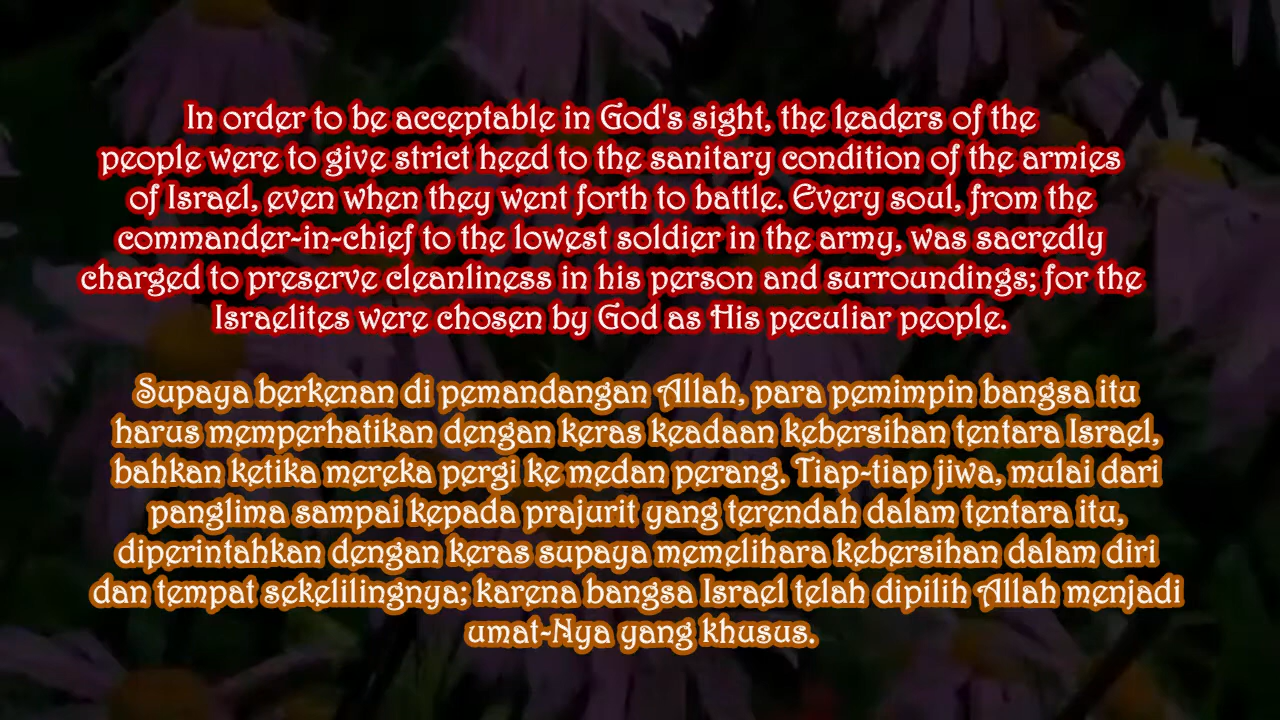 In order to be acceptable in God's sight, the leaders of the
people were to give strict heed to the sanitary condition of the armies
of Israel, even when they went forth to battle. Every soul, from the
commander-in-chief to the lowest soldier in the army, was sacredly
charged to preserve cleanliness in his person and surroundings; for the
Israelites were chosen by God as His peculiar people.
Supaya berkenan di pemandangan Allah, para pemimpin bangsa itu
harus memperhatikan dengan keras keadaan kebersihan tentara Israel,
bahkan ketika mereka pergi ke medan perang. Tiap-tiap jiwa, mulai dari
panglima sampai kepada prajurit yang terendah dalam tentara itu,
diperintahkan dengan keras supaya memelihara kebersihan dalam diri
dan tempat sekelilingnya; karena bangsa Israel telah dipilih Allah menjadi
umat-Nya yang khusus.